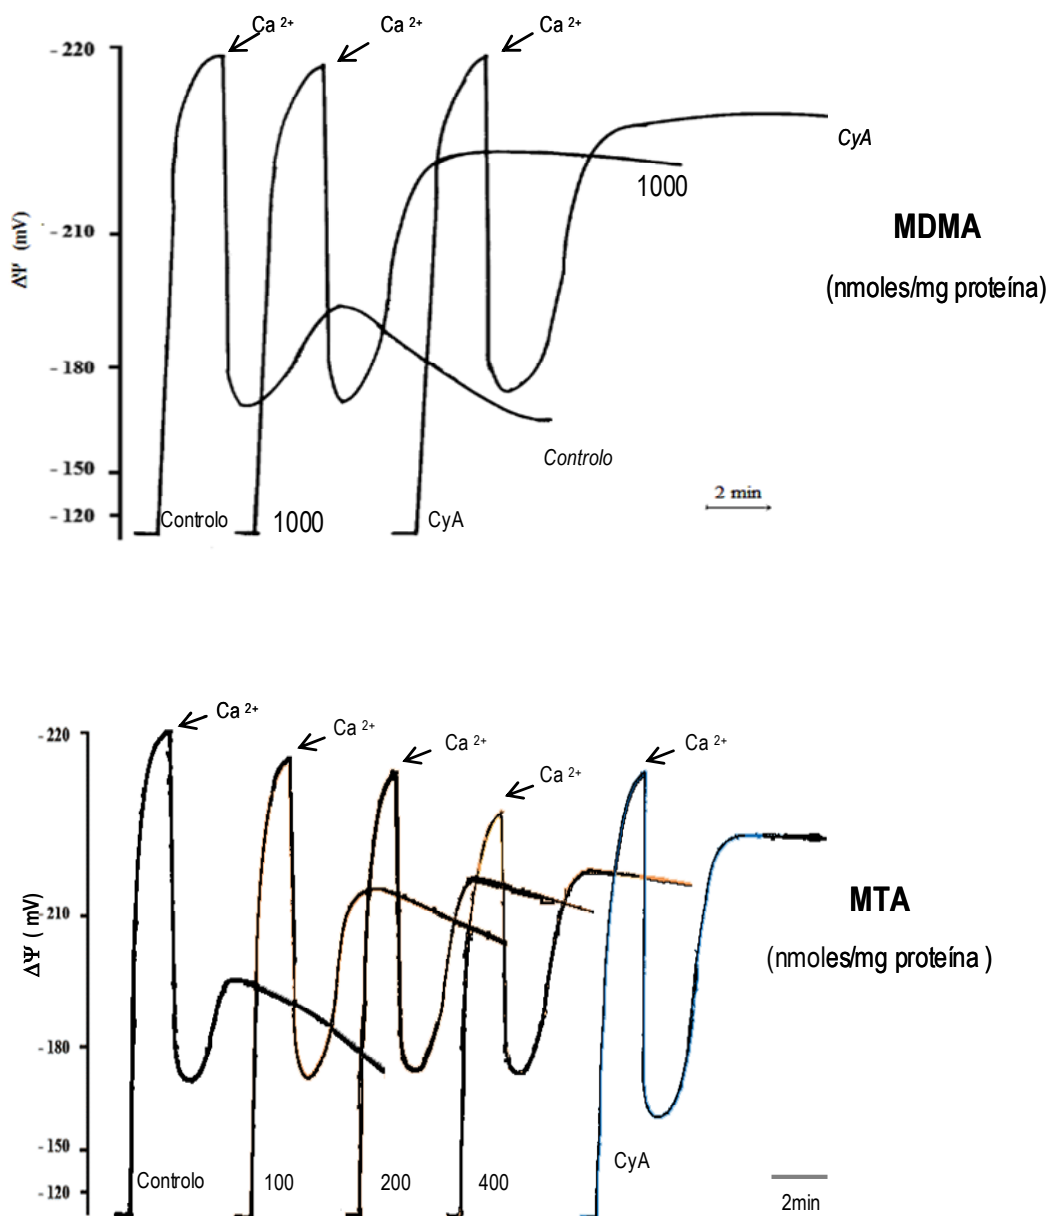 Ca 2+
Ca 2+
Ca 2+
- 220
CyA
1000
MDMA
- 210
ΔΨ (mV)
(nmoles/mg proteína)
- 180
Controlo
- 150
2 min
- 120
Controlo
1000
CyA
Ca 2+
Ca 2+
Ca 2+
Ca 2+
Ca 2+
- 220
MTA
- 210
ΔΨ ( mV)
(nmoles/mg proteína )
- 180
- 150
CyA
Controlo
100
200
400
- 120
2min